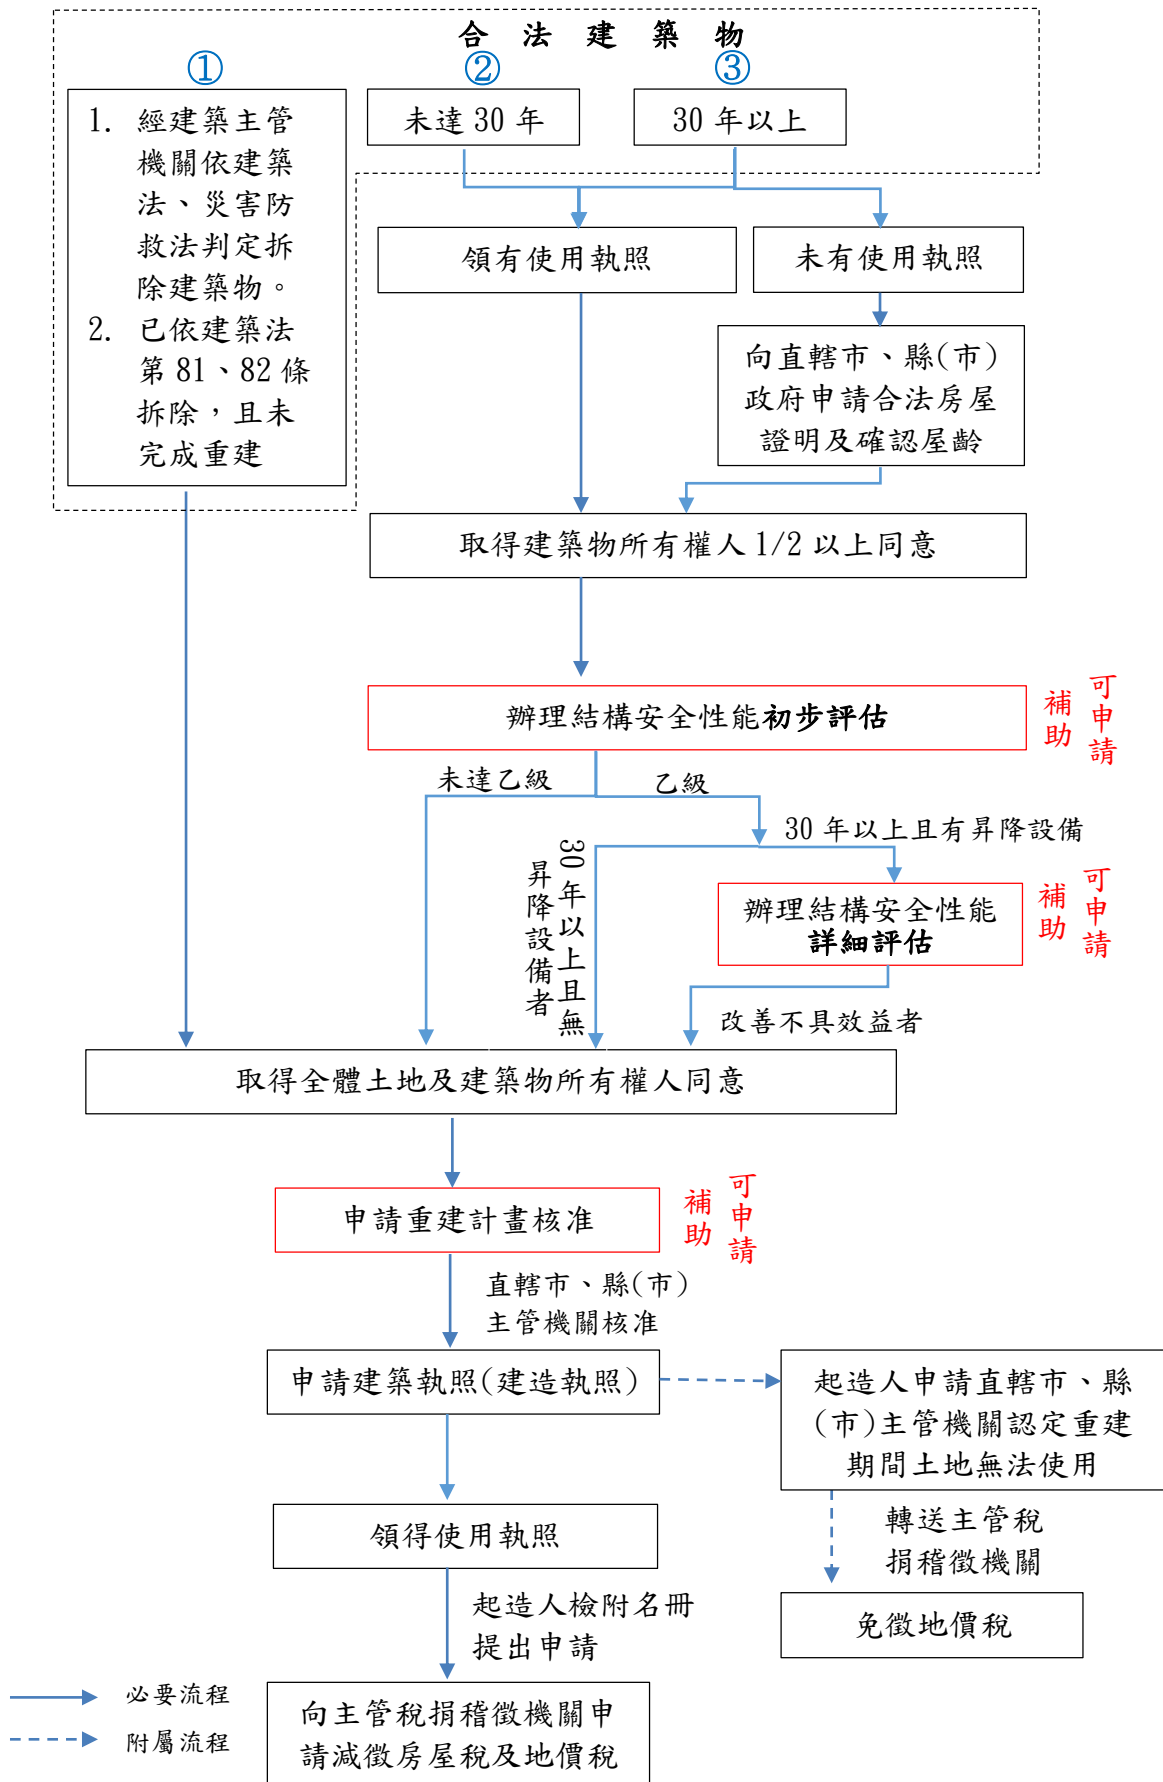 合法建築物
①
②
③
1. 經建築主管
機關依建築
法、災害防
救法判定拆
除建築物。
2. 已依建築法
第 81、82 條
拆除，且未
完成重建
未達 30 年
30 年以上
領有使用執照
未有使用執照
向直轄市、縣(市)
政府申請合法房屋
證明及確認屋齡
取得建築物所有權人 1/2 以上同意
辦理結構安全性能初步評估
可申請
補助
未達乙級
乙級
30 年以上且有昇降設備
30 年以上且無
昇降設備者
辦理結構安全性能
詳細評估
可申請
補助
改善不具效益者
取得全體土地及建築物所有權人同意
申請重建計畫核准
可申請
補助
直轄市、縣(市)
主管機關核准
申請建築執照(建造執照)
起造人申請直轄市、縣
(市)主管機關認定重建
期間土地無法使用
領得使用執照
轉送主管稅
捐稽徵機關
起造人檢附名冊
提出申請
免徵地價稅
必要流程
附屬流程
向主管稅捐稽徵機關申
請減徵房屋稅及地價稅